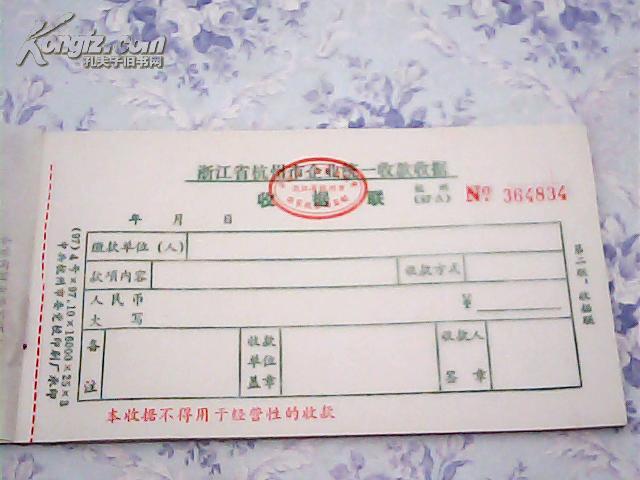 Kongfz.com
孔夫子旧书网
浙江省杭州市企业统一收款收据
收据联
杭州
№ 364834
年 月 日
缴款单位(人)
款项内容
收款方式
人民币
大写
¥
备注
收款单位盖章
收款人签章
本收据不得用于经营性的收款
第二联:收据联